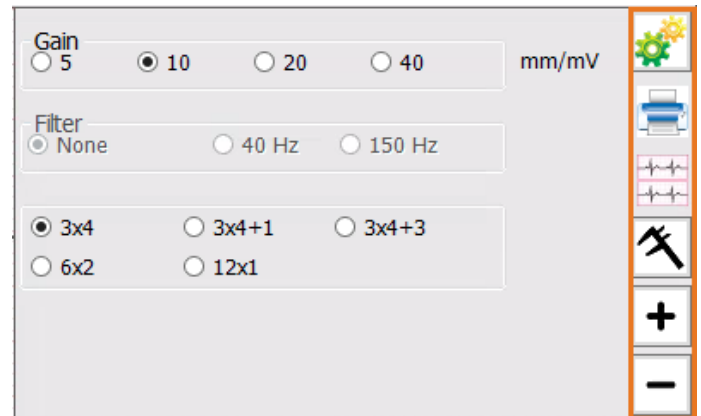 Gain
5 10 20 40 mm/mV
Filter
None 40 Hz 150 Hz
3x4 3x4+1 3x4+3
6x2 12x1
+
−